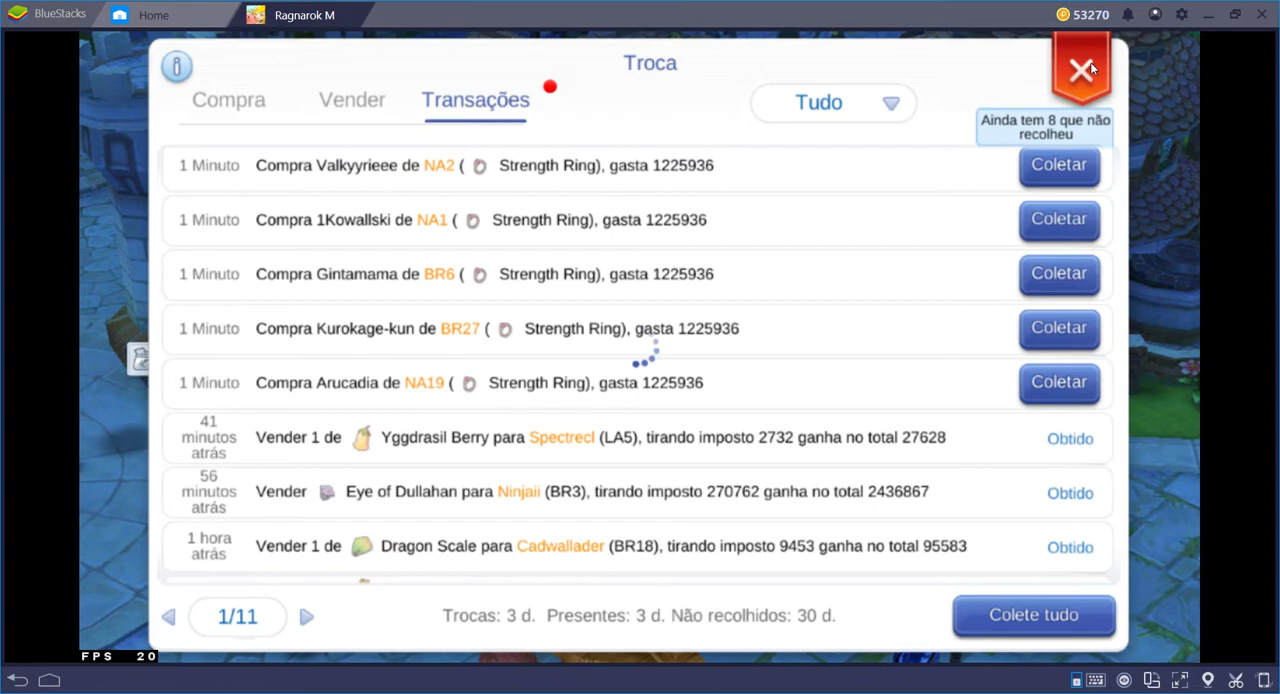 BlueStacks Home Ragnarok M 53270
Troca
Compra Vender Transações Tudo
Ainda tem 8 que não
recolheu
1 Minuto Compra Valkyyrieee de NA2 ( Strength Ring), gasta 1225936 Coletar
1 Minuto Compra 1Kowallski de NA1 ( Strength Ring), gasta 1225936 Coletar
1 Minuto Compra Gintamama de BR6 ( Strength Ring), gasta 1225936 Coletar
1 Minuto Compra Kurokage-kun de BR27 ( Strength Ring), gasta 1225936 Coletar
1 Minuto Compra Arucadia de NA19 ( Strength Ring), gasta 1225936 Coletar
41
minutos
atrás
Vender 1 de Yggdrasil Berry para Spectrecl (LA5), tirando imposto 2732 ganha no total 27628 Obtido
56
minutos
atrás
Vender Eye of Dullahan para Ninjaii (BR3), tirando imposto 270762 ganha no total 2436867 Obtido
1 hora
atrás
Vender 1 de Dragon Scale para Cadwallader (BR18), tirando imposto 9453 ganha no total 95583 Obtido
1/11 Trocas: 3 d. Presentes: 3 d. Não recolhidos: 30 d. Colete tudo
FPS 20